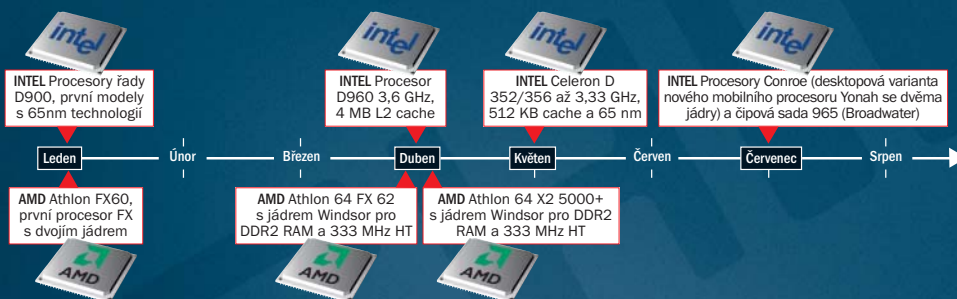 intel
intel
intel
intel
INTEL Procesory řady
D900, první modely
s 65nm technologií
INTEL Procesor
D960 3,6 GHz,
4 MB L2 cache
INTEL Celeron D
352/356 až 3,33 GHz,
512 KB cache a 65 nm
INTEL Procesory Conroe (desktopová varianta
nového mobilního procesoru Yonah se dvěma
jádry) a čipová sada 965 (Broadwater)
Leden
Únor
Březen
Duben
Květen
Červen
Červenec
Srpen
AMD Athlon FX60,
první procesor FX
s dvojím jádrem
AMD Athlon 64 FX 62
s jádrem Windsor pro
DDR2 RAM a 333 MHz HT
AMD Athlon 64 X2 5000+
s jádrem Windsor pro DDR2
RAM a 333 MHz HT
AMD
AMD
AMD